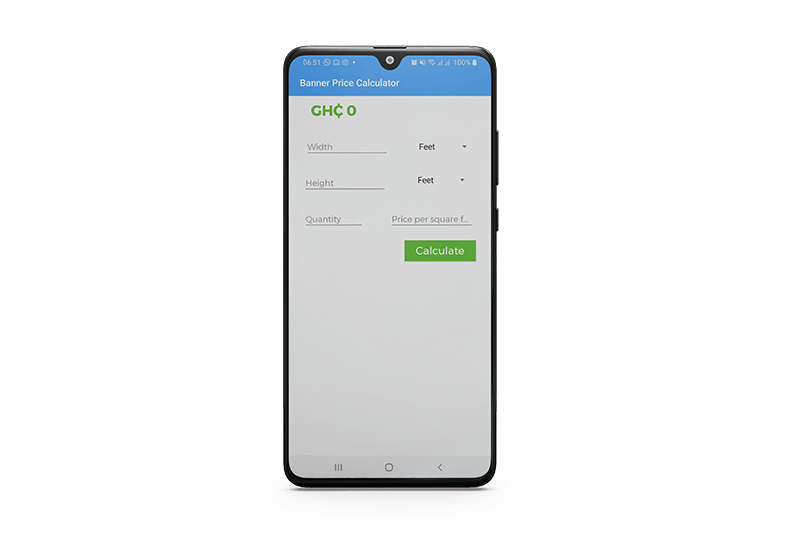 06:51 100%
Banner Price Calculator
GH₵ 0
Width Feet
Height Feet
Quantity Price per square f...
Calculate